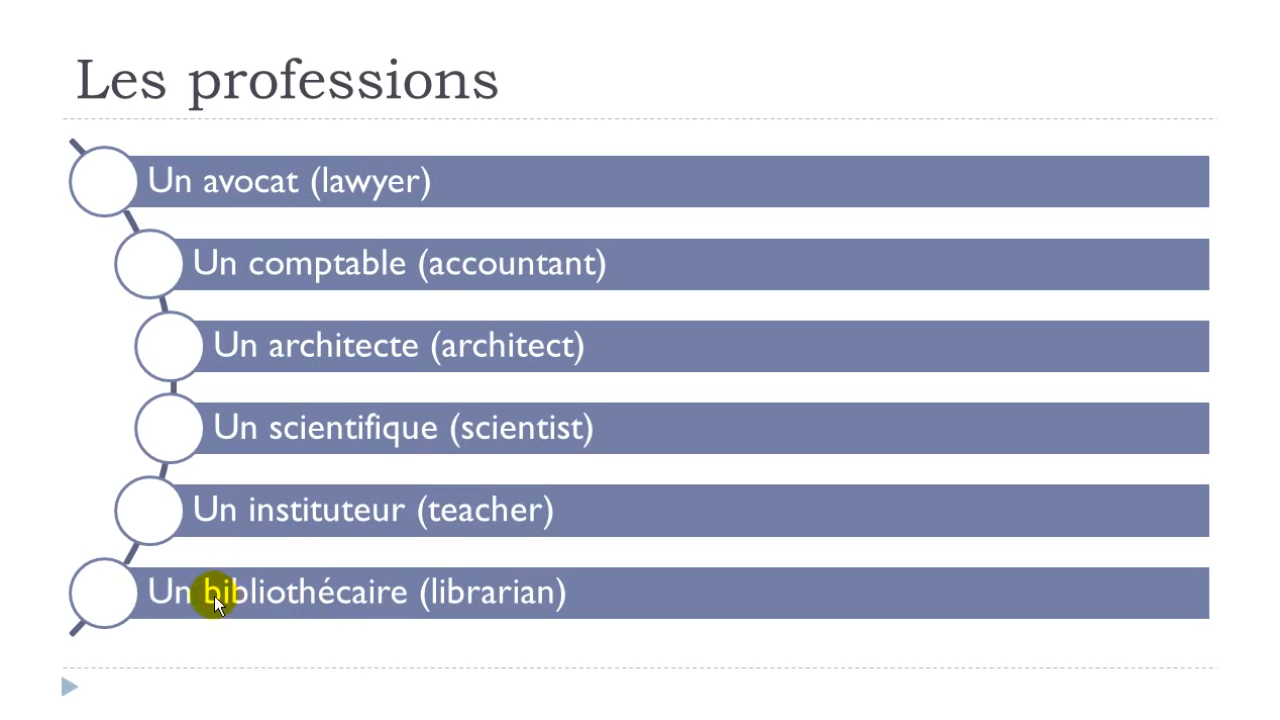 Les professions
Un avocat (lawyer)
Un comptable (accountant)
Un architecte (architect)
Un scientifique (scientist)
Un instituteur (teacher)
Un bibliothécaire (librarian)